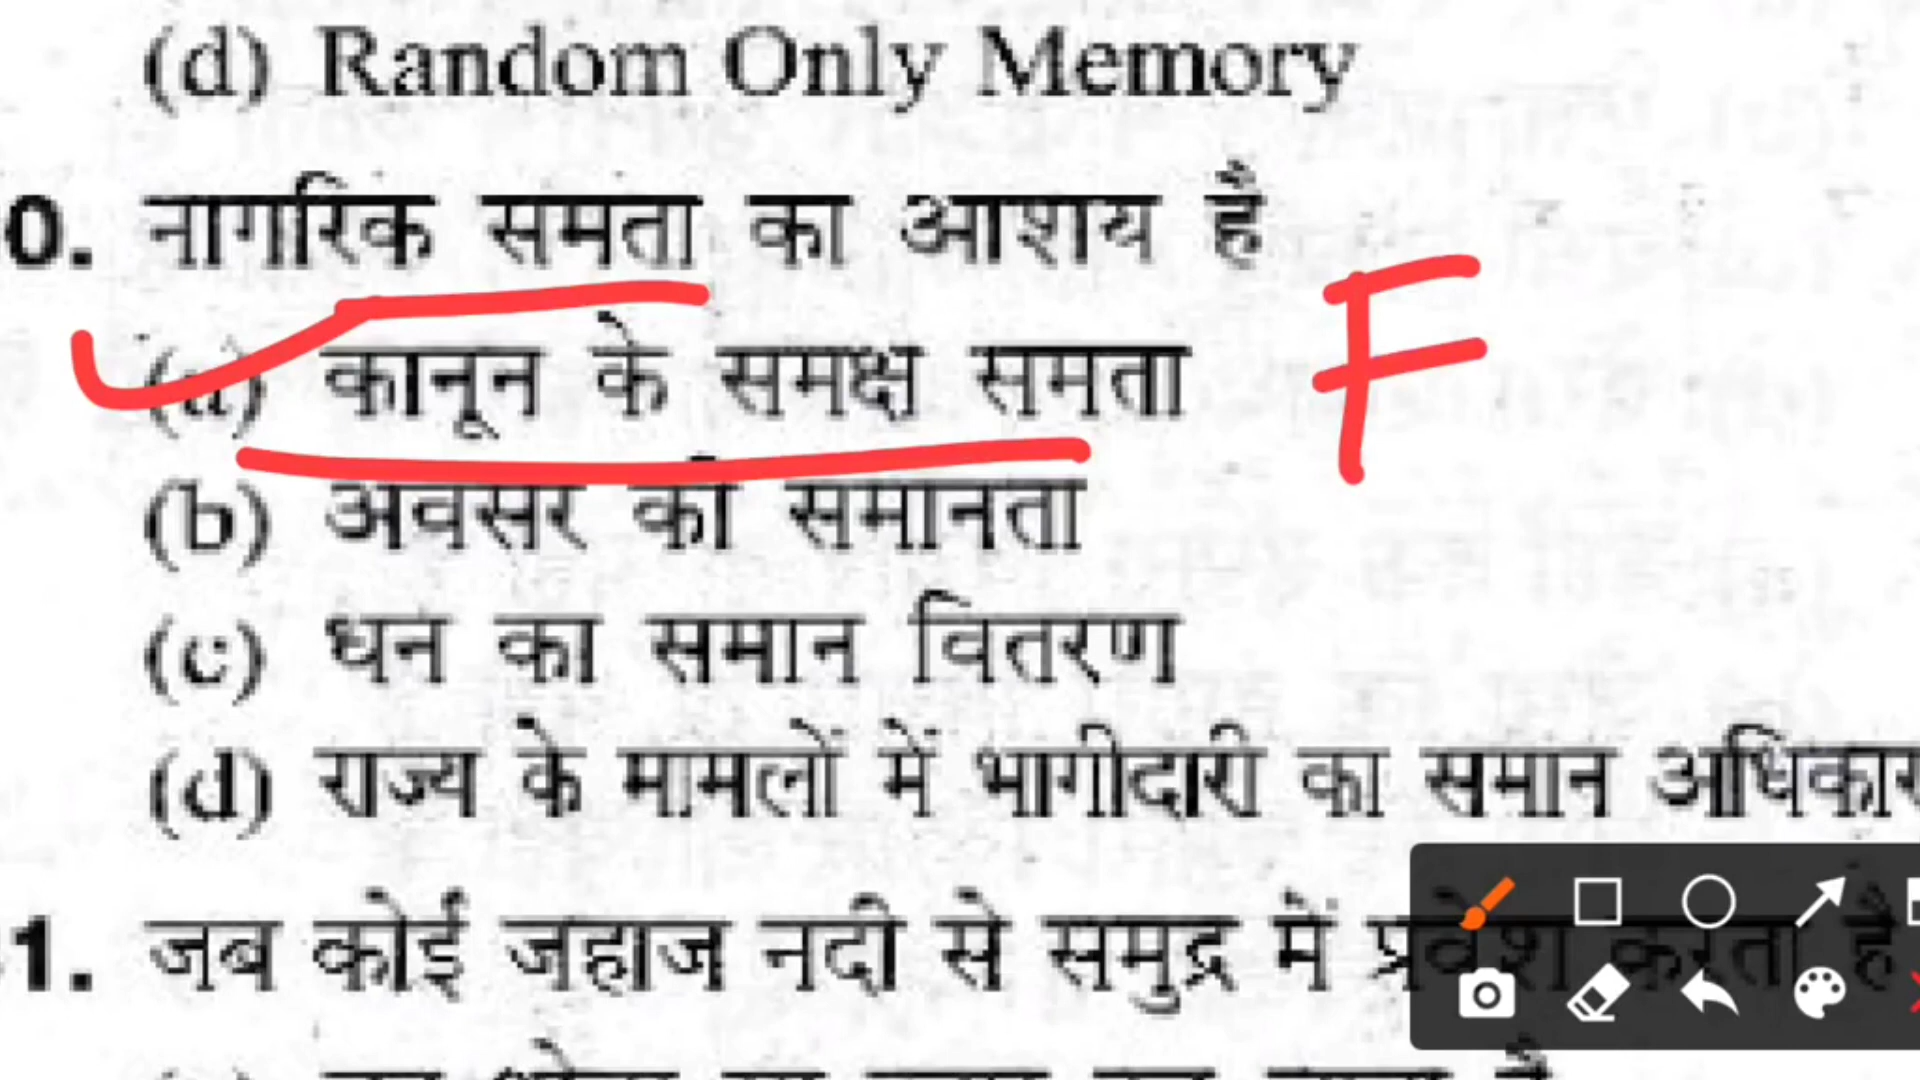 (d) Random Only Memory
0. नागरिक समता का आशय है
(a) कानून के समक्ष समता
F
(b) अवसर की समानता
(c) धन का समान वितरण
(d) राज्य के मामलों में भागीदारी का समान अधिकार
1. जब कोई जहाज नदी से समुद्र में प्रवेश करता है